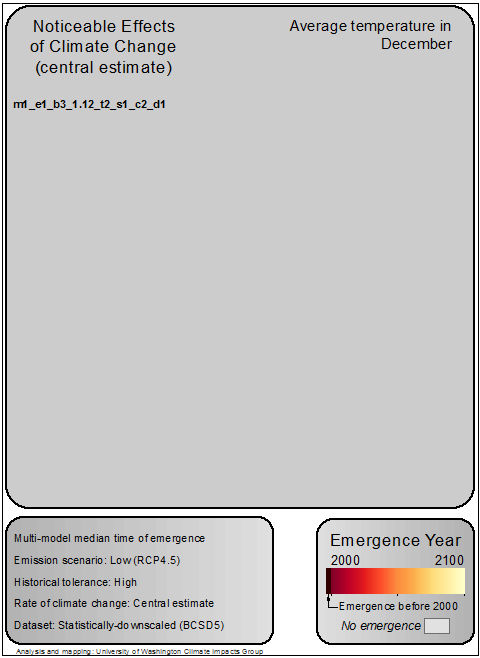 Noticeable Effects
of Climate Change
(central estimate)
Average temperature in
December
m1_e1_b3_1.12_t2_s1_c2_d1
Multi-model median time of emergence
Emission scenario: Low (RCP4.5)
Historical tolerance: High
Rate of climate change: Central estimate
Dataset: Statistically-downscaled (BCSD5)
Emergence Year
2000 2100
Emergence before 2000
No emergence
Analysis and mapping: University of Washington Climate Impacts Group